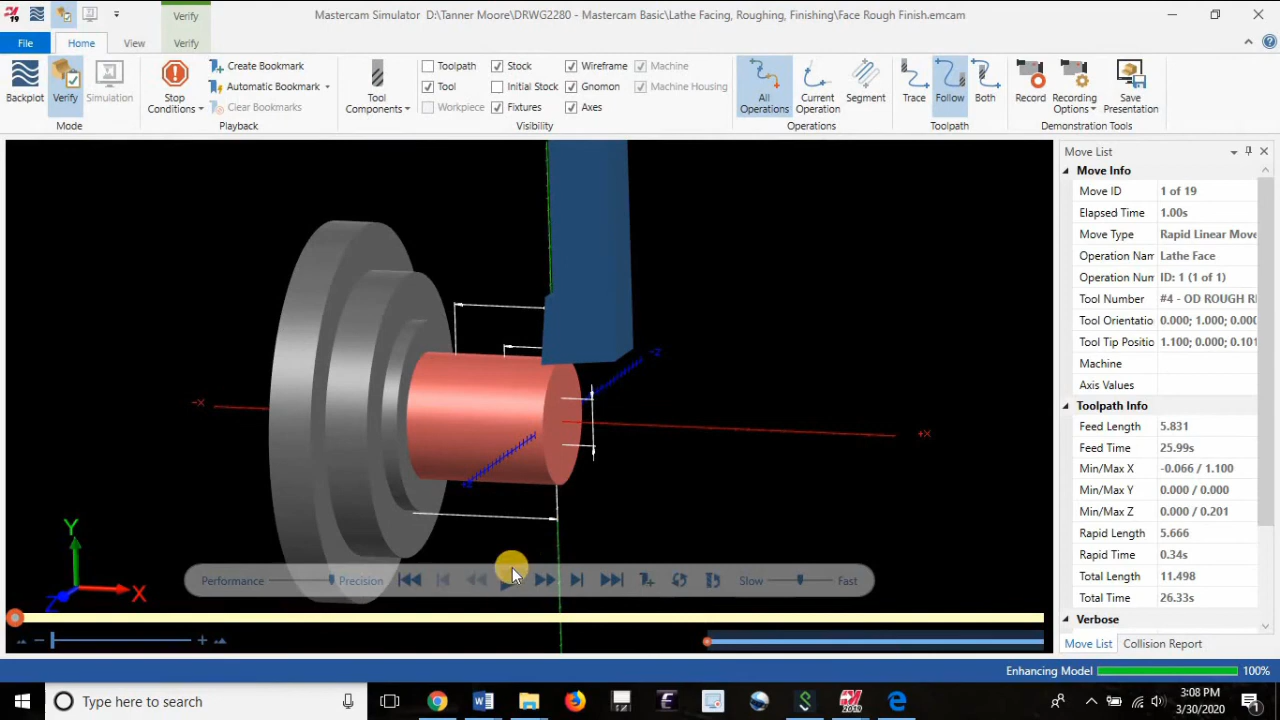 19
Verify
Mastercam Simulator D:\Tanner Moore\DRWG2280 - Mastercam Basic\Lathe Facing, Roughing, Finishing\Face Rough Finish.emcam
File
Home
View
Verify
Backplot
Verify
Simulation
Mode
Stop Conditions
Create Bookmark
Automatic Bookmark
Clear Bookmarks
Playback
Tool Components
Toolpath
Tool
Workpiece
Stock
Initial Stock
Fixtures
Wireframe
Gnomon
Axes
Machine
Machine Housing
Visibility
All Operations
Current Operation
Segment
Operations
Trace
Follow
Both
Toolpath
Record
Recording Options
Save Presentation
Demonstration Tools
Move List
Move Info
Move ID 1 of 19
Elapsed Time 1.00s
Move Type Rapid Linear Move
Operation Nam Lathe Face
Operation Num ID: 1 (1 of 1)
Tool Number #4 - OD ROUGH RI
Tool Orientatio 0.000; 1.000; 0.000
Tool Tip Positio 1.100; 0.000; 0.101
Machine
Axis Values
Toolpath Info
Feed Length 5.831
Feed Time 25.99s
Min/Max X -0.066 / 1.100
Min/Max Y 0.000 / 0.000
Min/Max Z 0.000 / 0.201
Rapid Length 5.666
Rapid Time 0.34s
Total Length 11.498
Total Time 26.33s
Verbose
Move List
Collision Report
-X
-Z
+X
Y
X
Z
Performance
Precision
Slow
Fast
Enhancing Model
100%
Type here to search
3:08 PM
3/30/2020